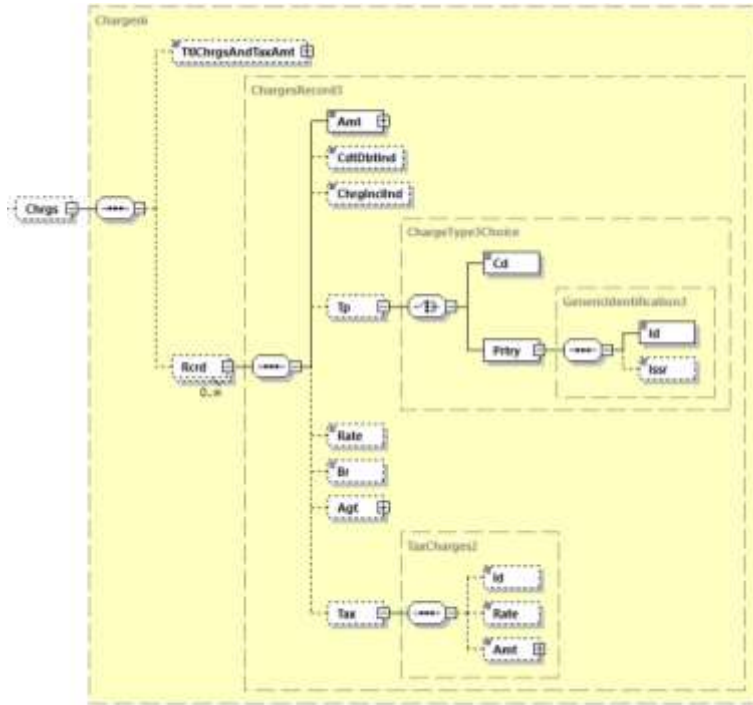 Charges6
TtlChrgsAndTaxAmt
ChargesRecord3
Amt
CdtDbtInd
ChrgInclInd
Chrgs
ChargeType3Choice
Cd
Tp
GenericIdentification3
Id
Prtry
Issr
Rcrd
0..∞
Rate
Br
Agt
TaxCharges2
Id
Tax
Rate
Amt